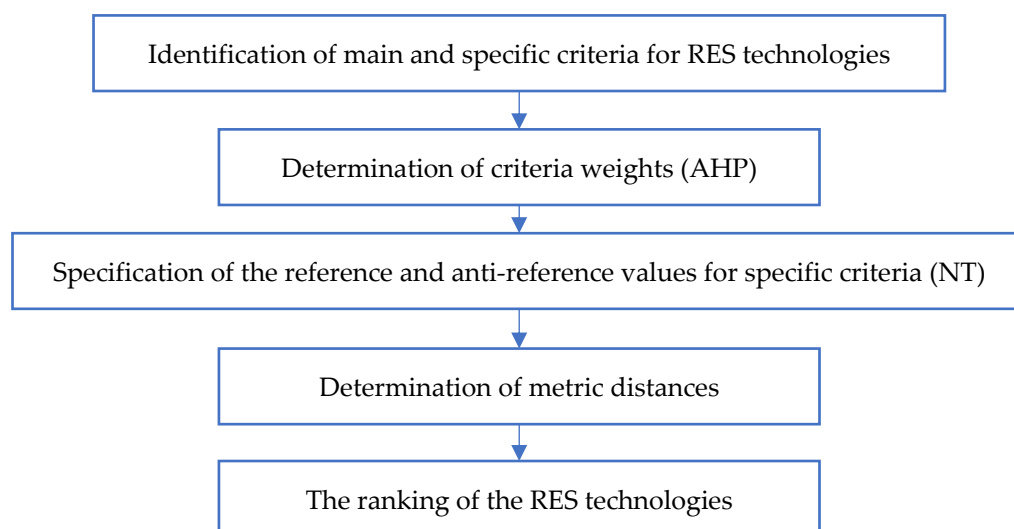 Identification of main and specific criteria for RES technologies
Determination of criteria weights (AHP)
Specification of the reference and anti-reference values for specific criteria (NT)
Determination of metric distances
The ranking of the RES technologies